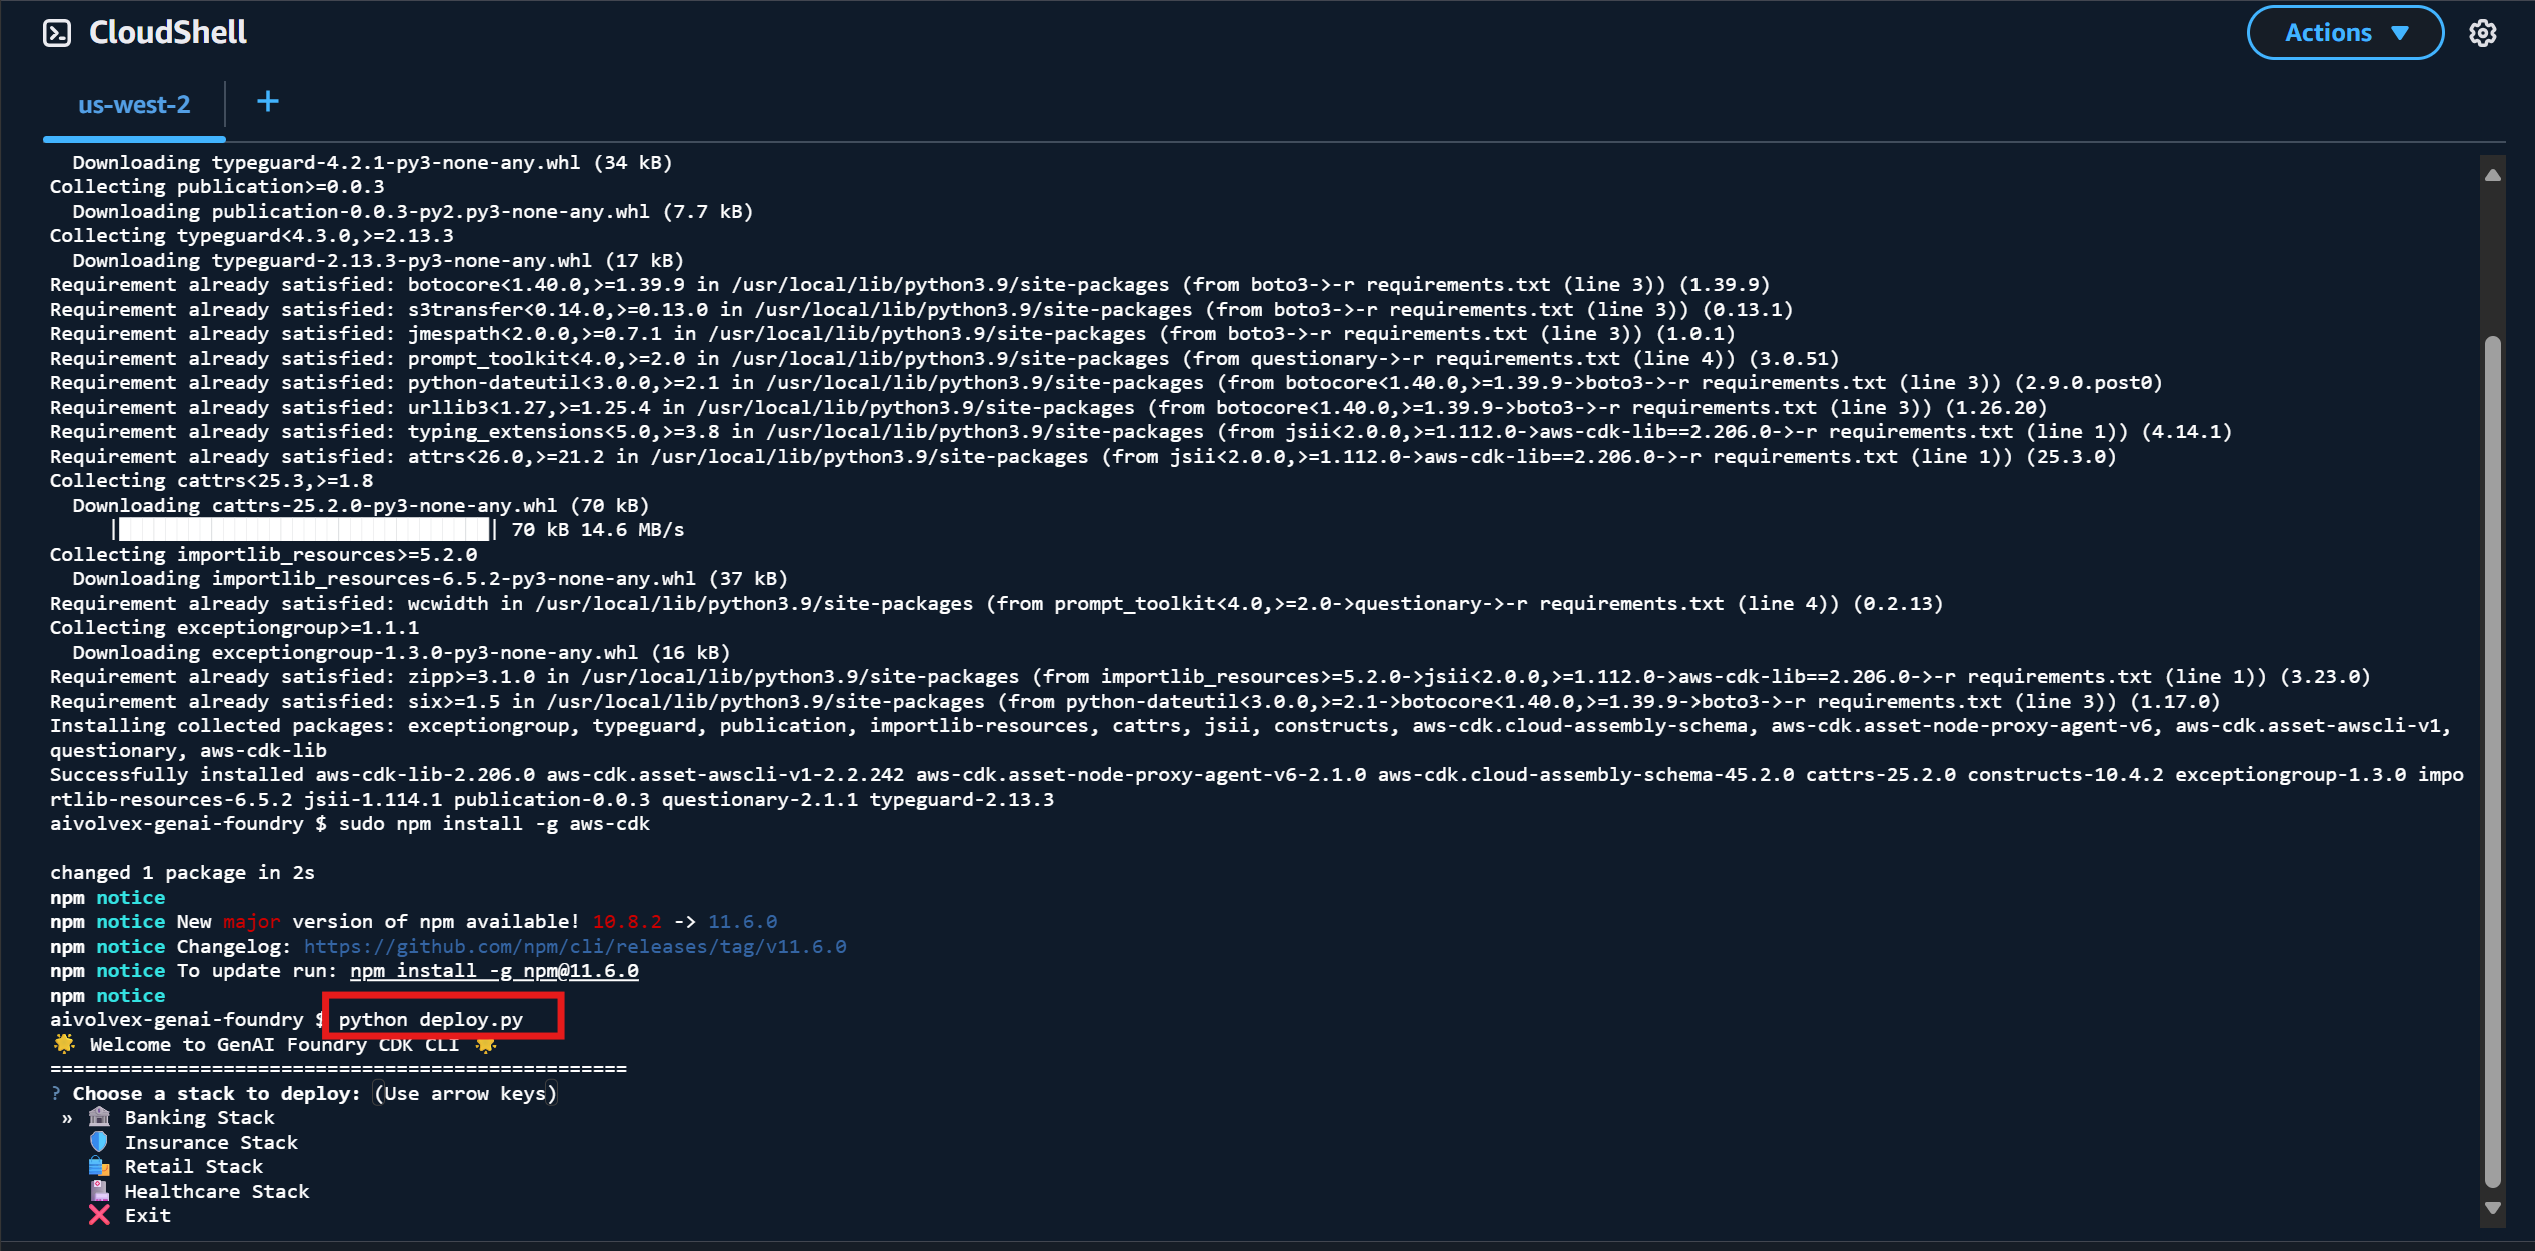 CloudShell
Actions
us-west-2
+
Downloading typeguard-4.2.1-py3-none-any.whl (34 kB)
Collecting publication>=0.0.3
Downloading publication-0.0.3-py2.py3-none-any.whl (7.7 kB)
Collecting typeguard<4.3.0,>=2.13.3
Downloading typeguard-2.13.3-py3-none-any.whl (17 kB)
Requirement already satisfied: botocore<1.40.0,>=1.39.9 in /usr/local/lib/python3.9/site-packages (from boto3->-r requirements.txt (line 3)) (1.39.9)
Requirement already satisfied: s3transfer<0.14.0,>=0.13.0 in /usr/local/lib/python3.9/site-packages (from boto3->-r requirements.txt (line 3)) (0.13.1)
Requirement already satisfied: jmespath<2.0.0,>=0.7.1 in /usr/local/lib/python3.9/site-packages (from boto3->-r requirements.txt (line 3)) (1.0.1)
Requirement already satisfied: prompt_toolkit<4.0,>=2.0 in /usr/local/lib/python3.9/site-packages (from questionary->-r requirements.txt (line 4)) (3.0.51)
Requirement already satisfied: python-dateutil<3.0.0,>=2.1 in /usr/local/lib/python3.9/site-packages (from botocore<1.40.0,>=1.39.9->boto3->-r requirements.txt (line 3)) (2.9.0.post0)
Requirement already satisfied: urllib3<1.27,>=1.25.4 in /usr/local/lib/python3.9/site-packages (from botocore<1.40.0,>=1.39.9->boto3->-r requirements.txt (line 3)) (1.26.20)
Requirement already satisfied: typing_extensions<5.0,>=3.8 in /usr/local/lib/python3.9/site-packages (from jsii<2.0.0,>=1.112.0->aws-cdk-lib==2.206.0->-r requirements.txt (line 1)) (4.14.1)
Requirement already satisfied: attrs<26.0,>=21.2 in /usr/local/lib/python3.9/site-packages (from jsii<2.0.0,>=1.112.0->aws-cdk-lib==2.206.0->-r requirements.txt (line 1)) (25.3.0)
Collecting cattrs<25.3,>=1.8
Downloading cattrs-25.2.0-py3-none-any.whl (70 kB)
|████████████████████████████████| 70 kB 14.6 MB/s
Collecting importlib_resources>=5.2.0
Downloading importlib_resources-6.5.2-py3-none-any.whl (37 kB)
Requirement already satisfied: wcwidth in /usr/local/lib/python3.9/site-packages (from prompt_toolkit<4.0,>=2.0->questionary->-r requirements.txt (line 4)) (0.2.13)
Collecting exceptiongroup>=1.1.1
Downloading exceptiongroup-1.3.0-py3-none-any.whl (16 kB)
Requirement already satisfied: zipp>=3.1.0 in /usr/local/lib/python3.9/site-packages (from importlib_resources>=5.2.0->jsii<2.0.0,>=1.112.0->aws-cdk-lib==2.206.0->-r requirements.txt (line 1)) (3.23.0)
Requirement already satisfied: six>=1.5 in /usr/local/lib/python3.9/site-packages (from python-dateutil<3.0.0,>=2.1->botocore<1.40.0,>=1.39.9->boto3->-r requirements.txt (line 3)) (1.17.0)
Installing collected packages: exceptiongroup, typeguard, publication, importlib-resources, cattrs, jsii, constructs, aws-cdk.cloud-assembly-schema, aws-cdk.asset-node-proxy-agent-v6, aws-cdk.asset-awscli-v1,
questionary, aws-cdk-lib
Successfully installed aws-cdk-lib-2.206.0 aws-cdk.asset-awscli-v1-2.2.242 aws-cdk.asset-node-proxy-agent-v6-2.1.0 aws-cdk.cloud-assembly-schema-45.2.0 cattrs-25.2.0 constructs-10.4.2 exceptiongroup-1.3.0 impo
rtlib-resources-6.5.2 jsii-1.114.1 publication-0.0.3 questionary-2.1.1 typeguard-2.13.3
aivolvex-genai-foundry $ sudo npm install -g aws-cdk
changed 1 package in 2s
npm notice
npm notice New major version of npm available! 10.8.2 -> 11.6.0
npm notice Changelog: https://github.com/npm/cli/releases/tag/v11.6.0
npm notice To update run: npm install -g npm@11.6.0
npm notice
aivolvex-genai-foundry $ python deploy.py
🌟 Welcome to GenAI Foundry CDK CLI 🌟
==================================================
? Choose a stack to deploy: (Use arrow keys)
» 🏦 Banking Stack
🛡️ Insurance Stack
🛍️ Retail Stack
🏥 Healthcare Stack
❌ Exit